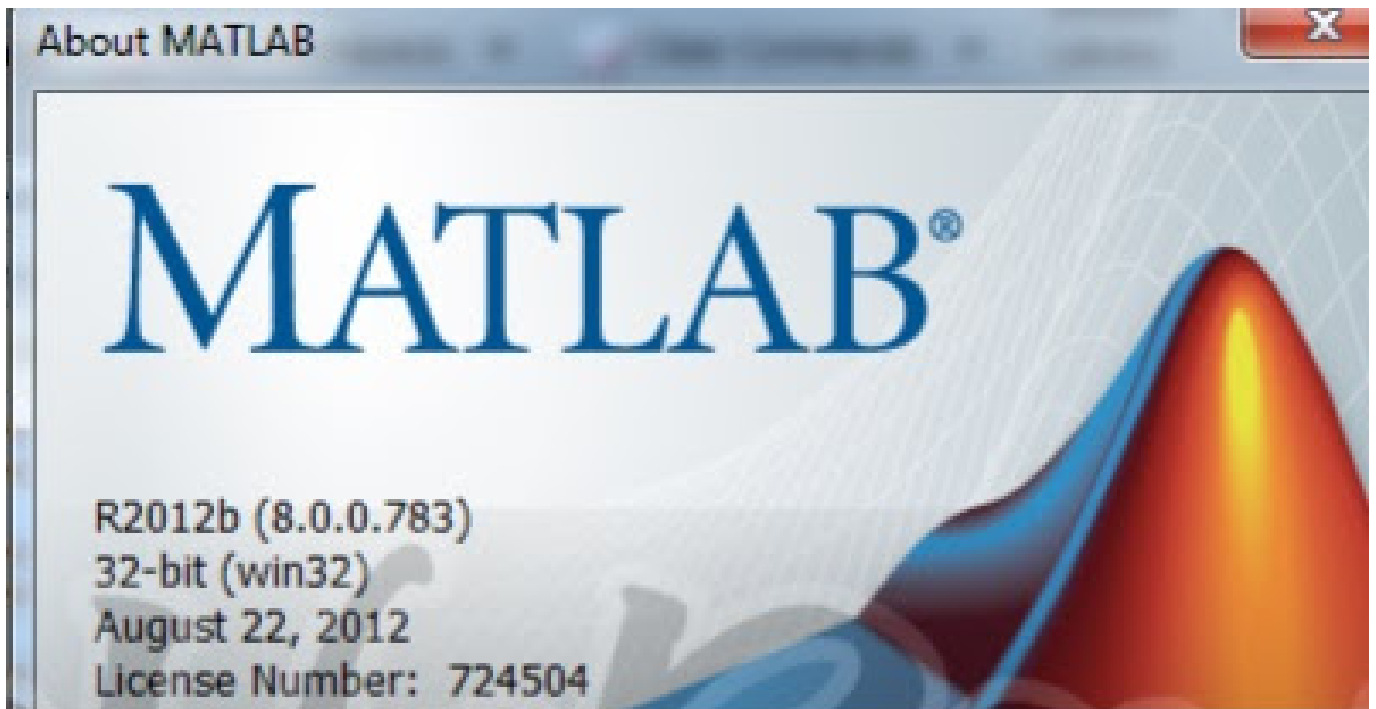 About MATLAB
MATLAB®
R2012b (8.0.0.783)
32-bit (win32)
August 22, 2012
License Number: 724504